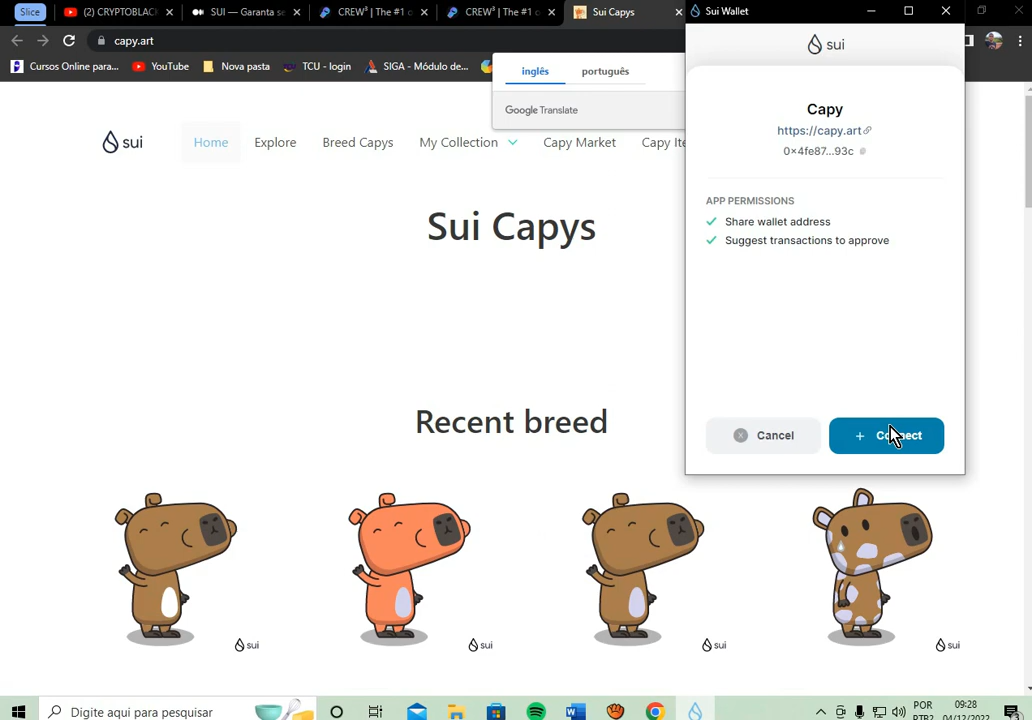 Slice
(2) CRYPTOBLAC
SUI — Garanta se
CREW³ | The #1 c
CREW³ | The #1 c
Sui Capys
Sui Wallet
capy.art
Cursos Online para...
YouTube
Nova pasta
TCU - login
SIGA - Módulo de...
inglês
português
Google Translate
sui
Home
Explore
Breed Capys
My Collection
Capy Market
Capy Ite
Sui Capys
Recent breed
sui
sui
sui
sui
sui
Capy
https://capy.art
0×4fe87...93c
APP PERMISSIONS
Share wallet address
Suggest transactions to approve
Cancel
Connect
Digite aqui para pesquisar
POR
PTB2
09:28
04/12/2022